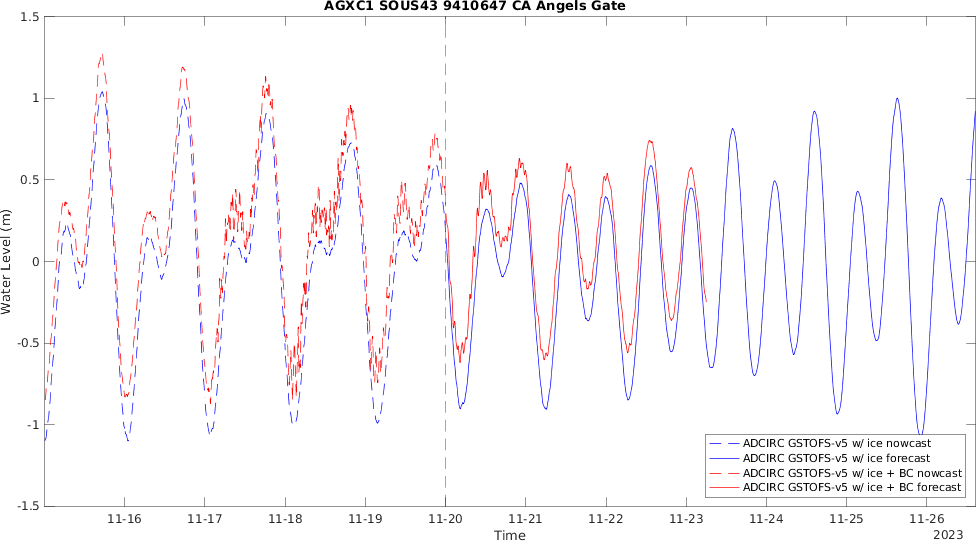 AGXC1 SOUS43 9410647 CA Angels Gate
Water Level (m)
1.5
1
0.5
0
-0.5
-1
-1.5
11-16 11-17 11-18 11-19 11-20 11-21 11-22 11-23 11-24 11-25 11-26
2023
Time
ADCIRC GSTOFS-v5 w/ ice nowcast
ADCIRC GSTOFS-v5 w/ ice forecast
ADCIRC GSTOFS-v5 w/ ice + BC nowcast
ADCIRC GSTOFS-v5 w/ ice + BC forecast